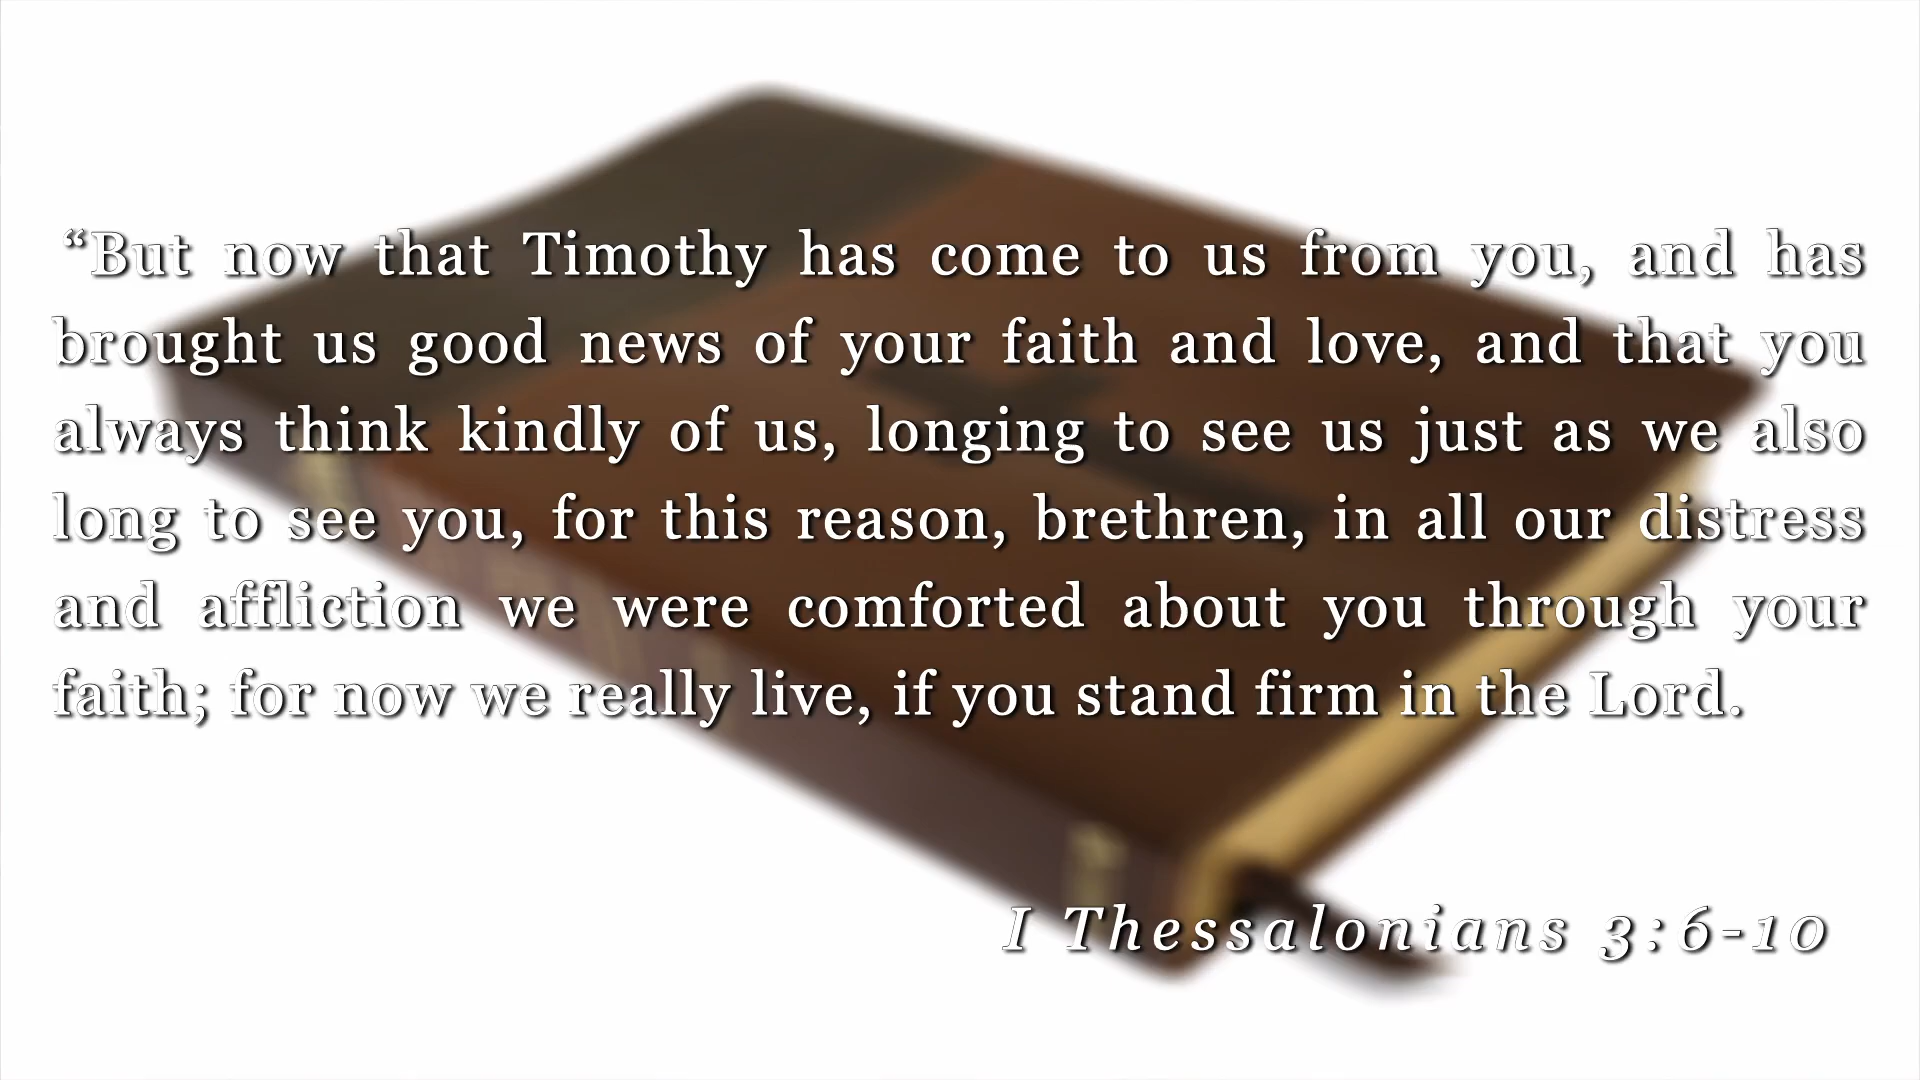 “But now that Timothy has come to us from you, and has
brought us good news of your faith and love, and that you
always think kindly of us, longing to see us just as we also
long to see you, for this reason, brethren, in all our distress
and affliction we were comforted about you through your
faith; for now we really live, if you stand firm in the Lord.
I Thessalonians 3:6-10